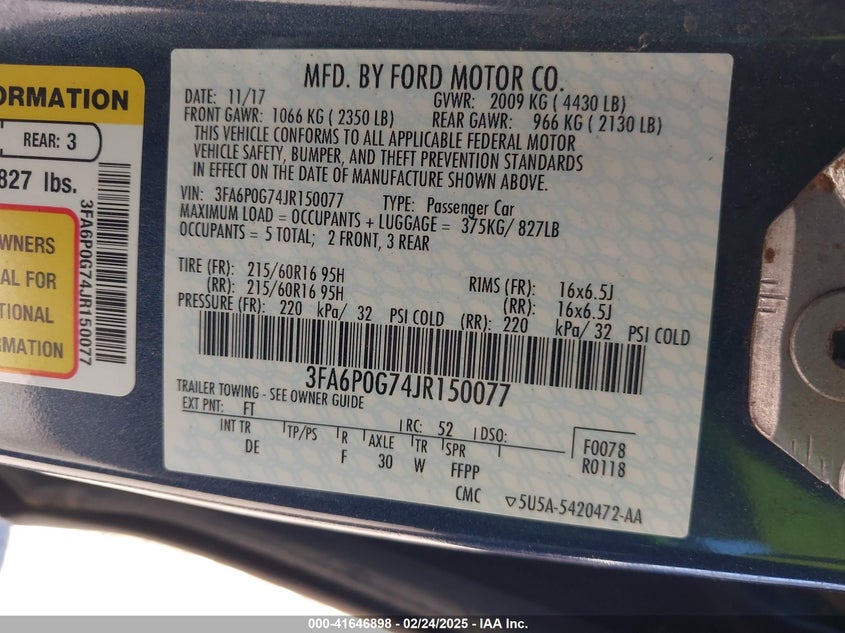 ORMATION
REAR: 3
827 lbs.
WNERS
AL FOR
TIONAL
RMATION
3FA6P0G74JR150077
MFD. BY FORD MOTOR CO.
DATE: 11/17 GVWR: 2009 KG ( 4430 LB)
FRONT GAWR: 1066 KG ( 2350 LB) REAR GAWR: 966 KG ( 2130 LB)
THIS VEHICLE CONFORMS TO ALL APPLICABLE FEDERAL MOTOR
VEHICLE SAFETY, BUMPER, AND THEFT PREVENTION STANDARDS
IN EFFECT ON THE DATE OF MANUFACTURE SHOWN ABOVE.
VIN: 3FA6P0G74JR150077 TYPE: Passenger Car
MAXIMUM LOAD = OCCUPANTS + LUGGAGE = 375KG/ 827LB
OCCUPANTS = 5 TOTAL; 2 FRONT, 3 REAR
TIRE (FR): 215/60R16 95H RIMS (FR): 16x6.5J
(RR): 215/60R16 95H (RR): 16x6.5J
PRESSURE (FR): 220 kPa/ 32 PSI COLD (RR): 220 kPa/ 32 PSI COLD
3FA6P0G74JR150077
TRAILER TOWING - SEE OWNER GUIDE
EXT PNT: FT RC: 52 DSO:
INT TR TP/PS R AXLE TR SPR F0078
DE F 30 W FFPP R0118
CMC ▽5U5A-5420472-AA
000-41646898 - 02/24/2025 - IAA Inc.